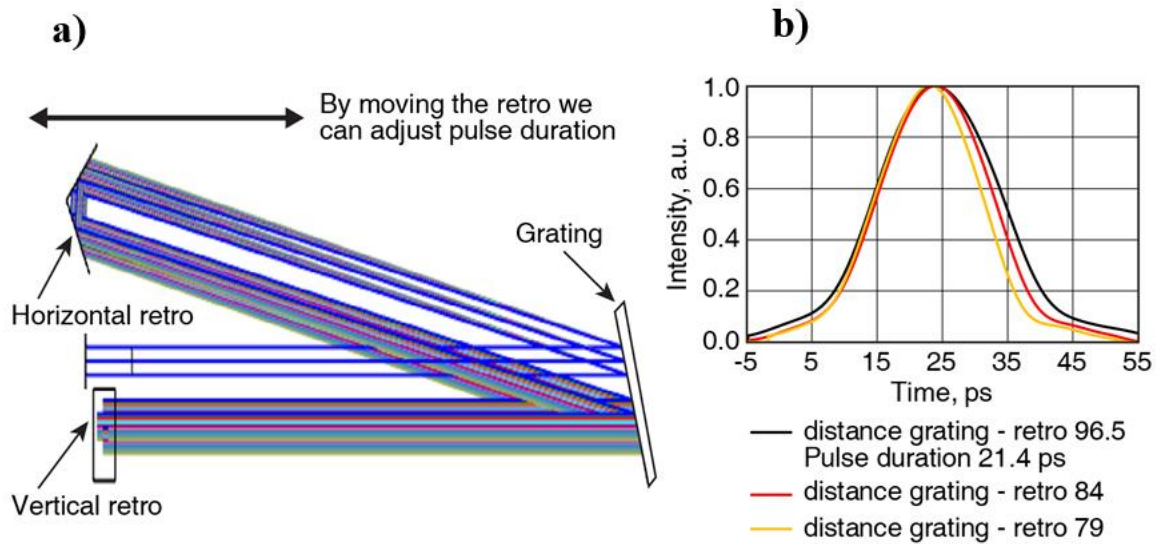 a)
By moving the retro we
can adjust pulse duration
Grating
Horizontal retro
Vertical retro
b)
Intensity, a.u.
1.0
0.8
0.6
0.4
0.2
0.0
-5 5 15 25 35 45 55
Time, ps
distance grating - retro 96.5
Pulse duration 21.4 ps
distance grating - retro 84
distance grating - retro 79